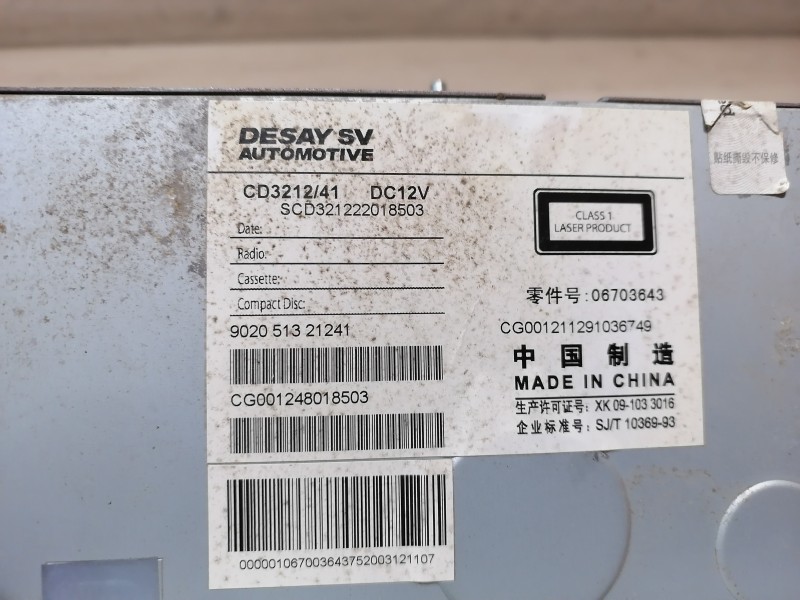 DESAY SV
AUTOMOTIVE
CD3212/41 DC12V
SCD321222018503
Date:
Radio:
Cassette:
Compact Disc:
9020 513 21241
CG001248018503
CLASS 1
LASER PRODUCT
零件号:06703643
CG001211291036749
中国制造
MADE IN CHINA
生产许可证号: XK 09-103 3016
企业标准号: SJ/T 10369-93
000001067003643752003121107
贴纸撕毁不保修